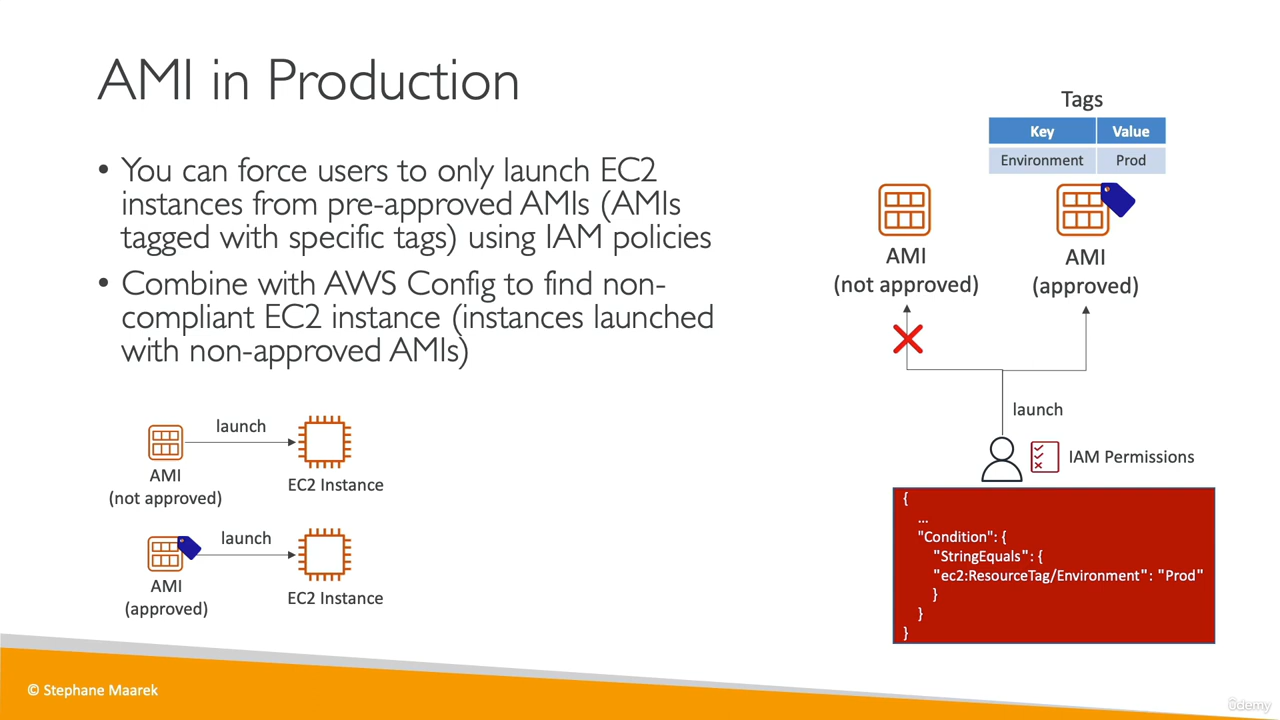 AMI in Production
• You can force users to only launch EC2
instances from pre-approved AMIs (AMIs
tagged with specific tags) using IAM policies
• Combine with AWS Config to find non-
compliant EC2 instance (instances launched
with non-approved AMIs)
launch
AMI
(not approved)
EC2 Instance
launch
AMI
(approved)
EC2 Instance
Tags
Key Value
Environment Prod
AMI
(not approved)
AMI
(approved)
launch
IAM Permissions
{
...
"Condition": {
"StringEquals": {
"ec2:ResourceTag/Environment": "Prod"
}
}
}
© Stephane Maarek
ûdemy